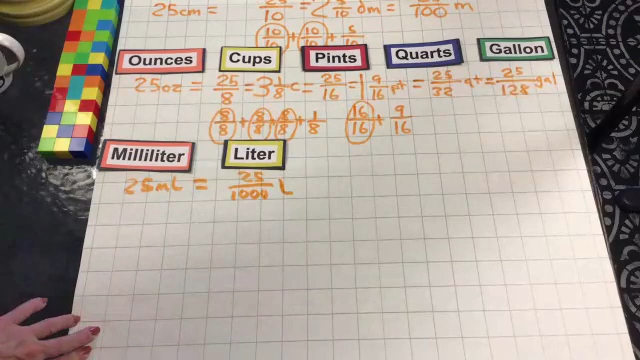 25cm = 25/10 = 2 5/10 dm = /100 m
10/10 + 10/10 + 5/10
Ounces Cups Pints Quarts Gallon
25oz = 25/8 = 3 1/8 c = 25/16 = 1 9/16 pt = 25/32 qt = 25/128 gal
8/8 + 8/8 + 8/8 + 1/8 16/16 + 9/16
Milliliter Liter
25mL = 25/1000 L